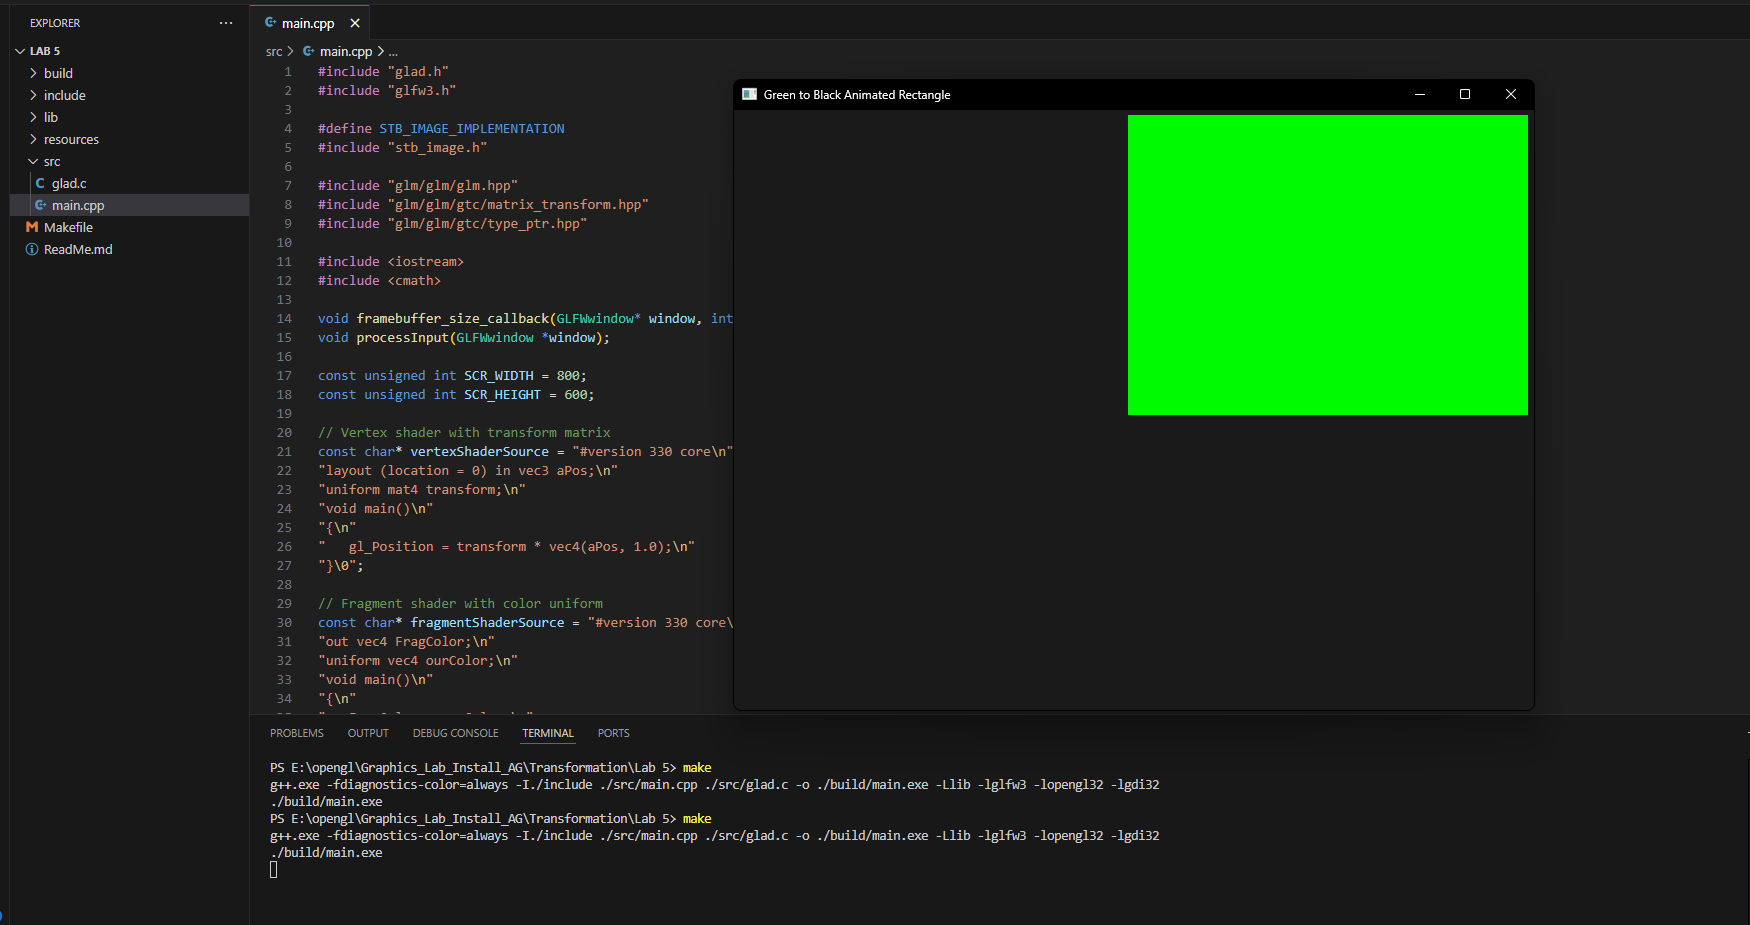 EXPLORER
...
LAB 5
build
include
lib
resources
src
C glad.c
C++ main.cpp
M Makefile
ReadMe.md
main.cpp
src > main.cpp > ...
1 #include "glad.h"
2 #include "glfw3.h"
3
4 #define STB_IMAGE_IMPLEMENTATION
5 #include "stb_image.h"
6
7 #include "glm/glm/glm.hpp"
8 #include "glm/glm/gtc/matrix_transform.hpp"
9 #include "glm/glm/gtc/type_ptr.hpp"
10
11 #include <iostream>
12 #include <cmath>
13
14 void framebuffer_size_callback(GLFWwindow* window, int
15 void processInput(GLFWwindow *window);
16
17 const unsigned int SCR_WIDTH = 800;
18 const unsigned int SCR_HEIGHT = 600;
19
20 // Vertex shader with transform matrix
21 const char* vertexShaderSource = "#version 330 core\n"
22 "layout (location = 0) in vec3 aPos;\n"
23 "uniform mat4 transform;\n"
24 "void main()\n"
25 "{\n"
26 "   gl_Position = transform * vec4(aPos, 1.0);\n"
27 "}\0";
28
29 // Fragment shader with color uniform
30 const char* fragmentShaderSource = "#version 330 core\
31 "out vec4 FragColor;\n"
32 "uniform vec4 ourColor;\n"
33 "void main()\n"
34 "{\n"
Green to Black Animated Rectangle
PROBLEMS OUTPUT DEBUG CONSOLE TERMINAL PORTS
PS E:\opengl\Graphics_Lab_Install_AG\Transformation\Lab 5> make
g++.exe -fdiagnostics-color=always -I./include ./src/main.cpp ./src/glad.c -o ./build/main.exe -Llib -lglfw3 -lopengl32 -lgdi32
./build/main.exe
PS E:\opengl\Graphics_Lab_Install_AG\Transformation\Lab 5> make
g++.exe -fdiagnostics-color=always -I./include ./src/main.cpp ./src/glad.c -o ./build/main.exe -Llib -lglfw3 -lopengl32 -lgdi32
./build/main.exe